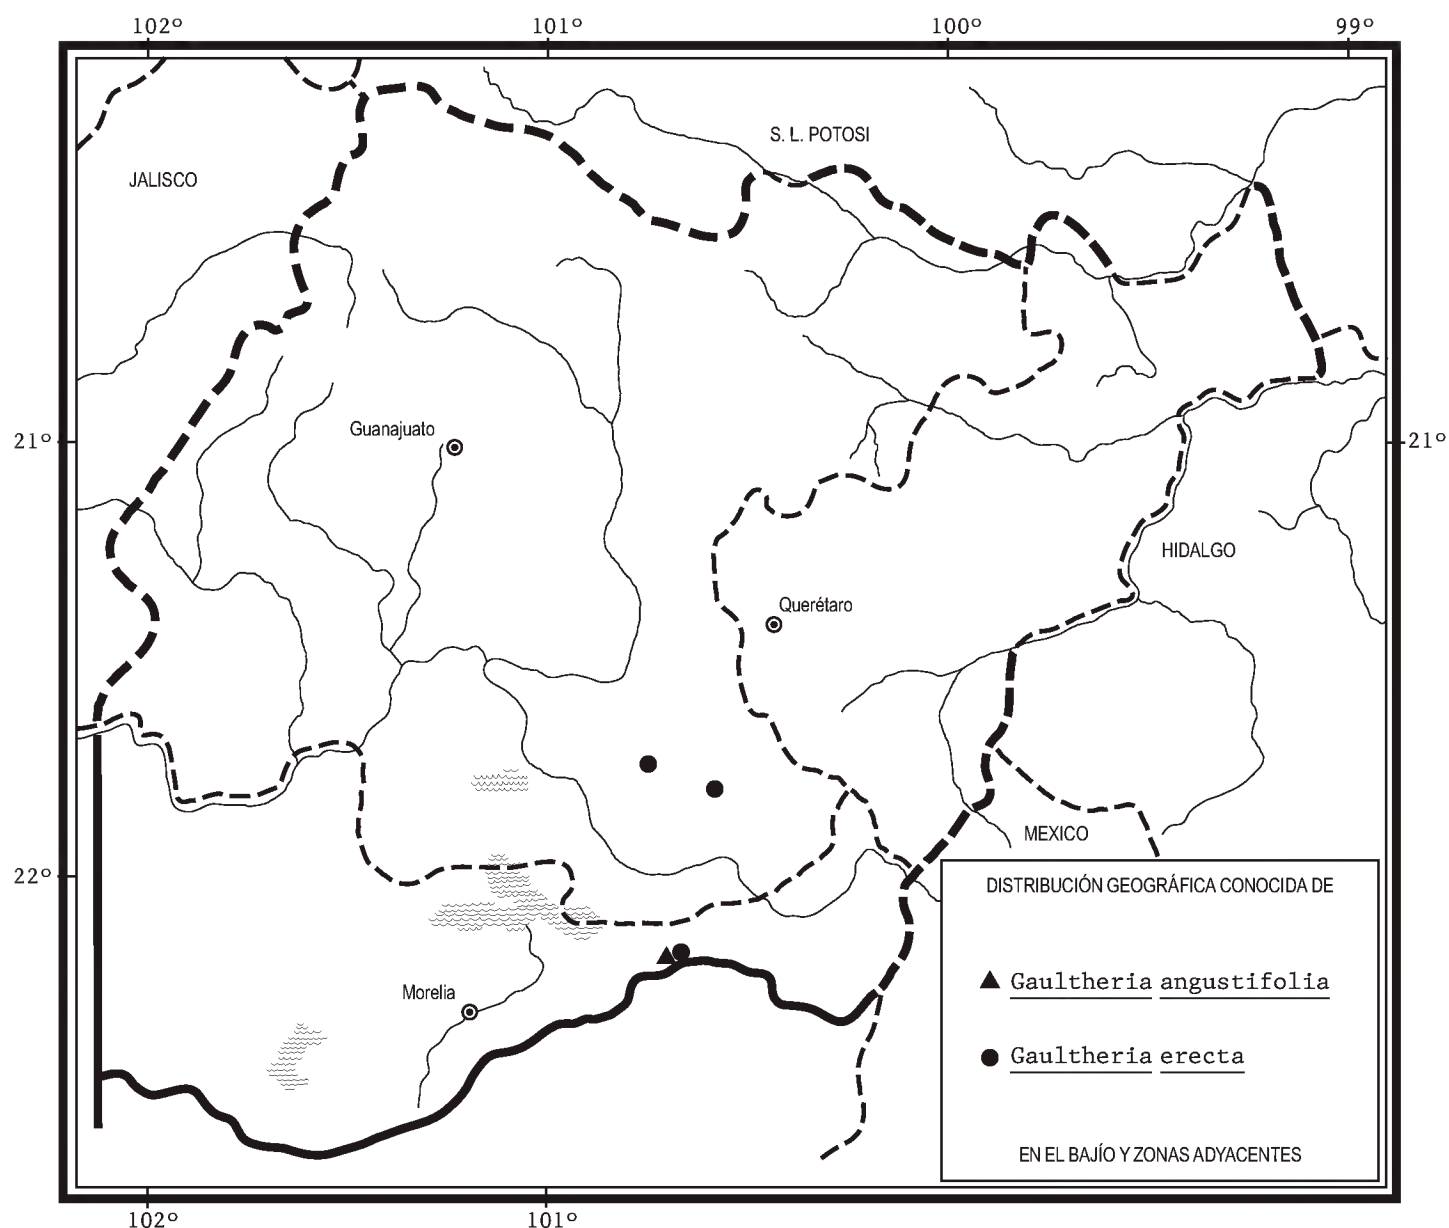 102º 101º 100º 99º
S. L. POTOSI
JALISCO
Guanajuato
21º 21º
HIDALGO
Querétaro
MEXICO
22º
DISTRIBUCIÓN GEOGRÁFICA CONOCIDA DE
Gaultheria angustifolia
Morelia
Gaultheria erecta
EN EL BAJÍO Y ZONAS ADYACENTES
102º 101º